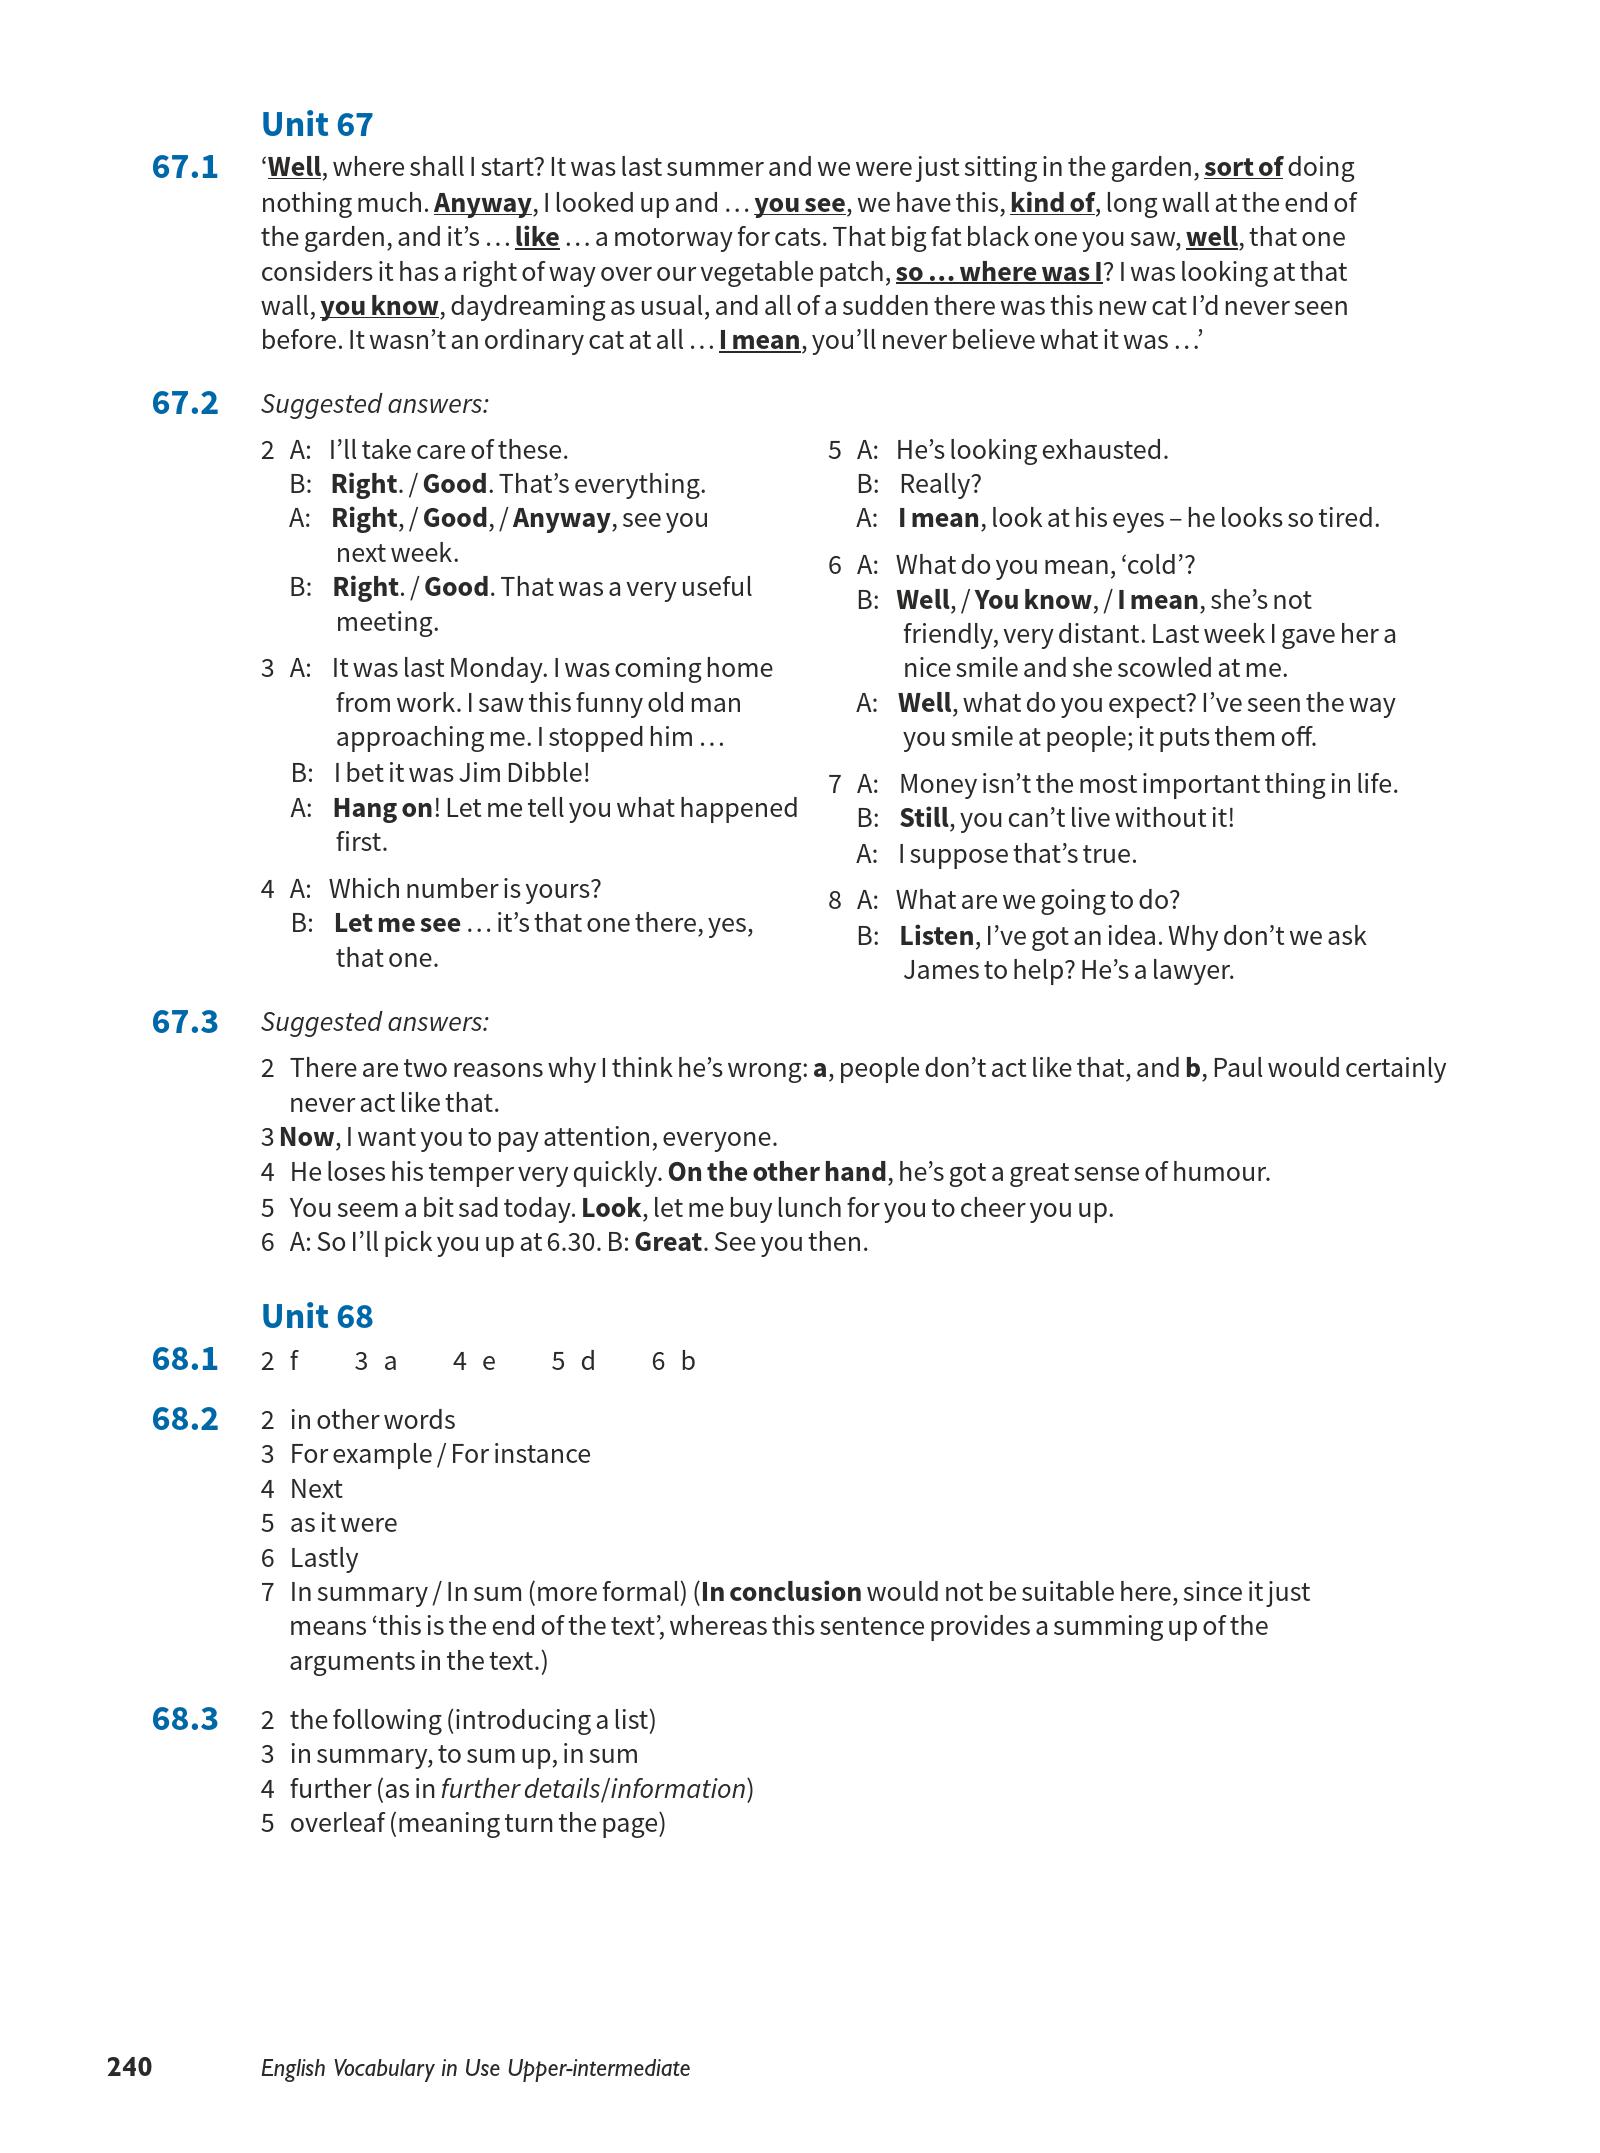 Unit 67
67.1 ‘Well, where shall I start? It was last summer and we were just sitting in the garden, sort of doing
nothing much. Anyway, I looked up and … you see, we have this, kind of, long wall at the end of
the garden, and it’s … like … a motorway for cats. That big fat black one you saw, well, that one
considers it has a right of way over our vegetable patch, so … where was I? I was looking at that
wall, you know, daydreaming as usual, and all of a sudden there was this new cat I’d never seen
before. It wasn’t an ordinary cat at all … I mean, you’ll never believe what it was …’
67.2 Suggested answers:
2 A: I’ll take care of these.
B: Right. / Good. That’s everything.
A: Right, / Good, / Anyway, see you
next week.
B: Right. / Good. That was a very useful
meeting.
3 A: It was last Monday. I was coming home
from work. I saw this funny old man
approaching me. I stopped him …
B: I bet it was Jim Dibble!
A: Hang on! Let me tell you what happened
first.
4 A: Which number is yours?
B: Let me see … it’s that one there, yes,
that one.
5 A: He’s looking exhausted.
B: Really?
A: I mean, look at his eyes – he looks so tired.
6 A: What do you mean, ‘cold’?
B: Well, / You know, / I mean, she’s not
friendly, very distant. Last week I gave her a
nice smile and she scowled at me.
A: Well, what do you expect? I’ve seen the way
you smile at people; it puts them off.
7 A: Money isn’t the most important thing in life.
B: Still, you can’t live without it!
A: I suppose that’s true.
8 A: What are we going to do?
B: Listen, I’ve got an idea. Why don’t we ask
James to help? He’s a lawyer.
67.3 Suggested answers:
2 There are two reasons why I think he’s wrong: a, people don’t act like that, and b, Paul would certainly
never act like that.
3 Now, I want you to pay attention, everyone.
4 He loses his temper very quickly. On the other hand, he’s got a great sense of humour.
5 You seem a bit sad today. Look, let me buy lunch for you to cheer you up.
6 A: So I’ll pick you up at 6.30. B: Great. See you then.
Unit 68
68.1 2 f 3 a 4 e 5 d 6 b
68.2 2 in other words
3 For example / For instance
4 Next
5 as it were
6 Lastly
7 In summary / In sum (more formal) (In conclusion would not be suitable here, since it just
means ‘this is the end of the text’, whereas this sentence provides a summing up of the
arguments in the text.)
68.3 2 the following (introducing a list)
3 in summary, to sum up, in sum
4 further (as in further details/information)
5 overleaf (meaning turn the page)
240 English Vocabulary in Use Upper-intermediate